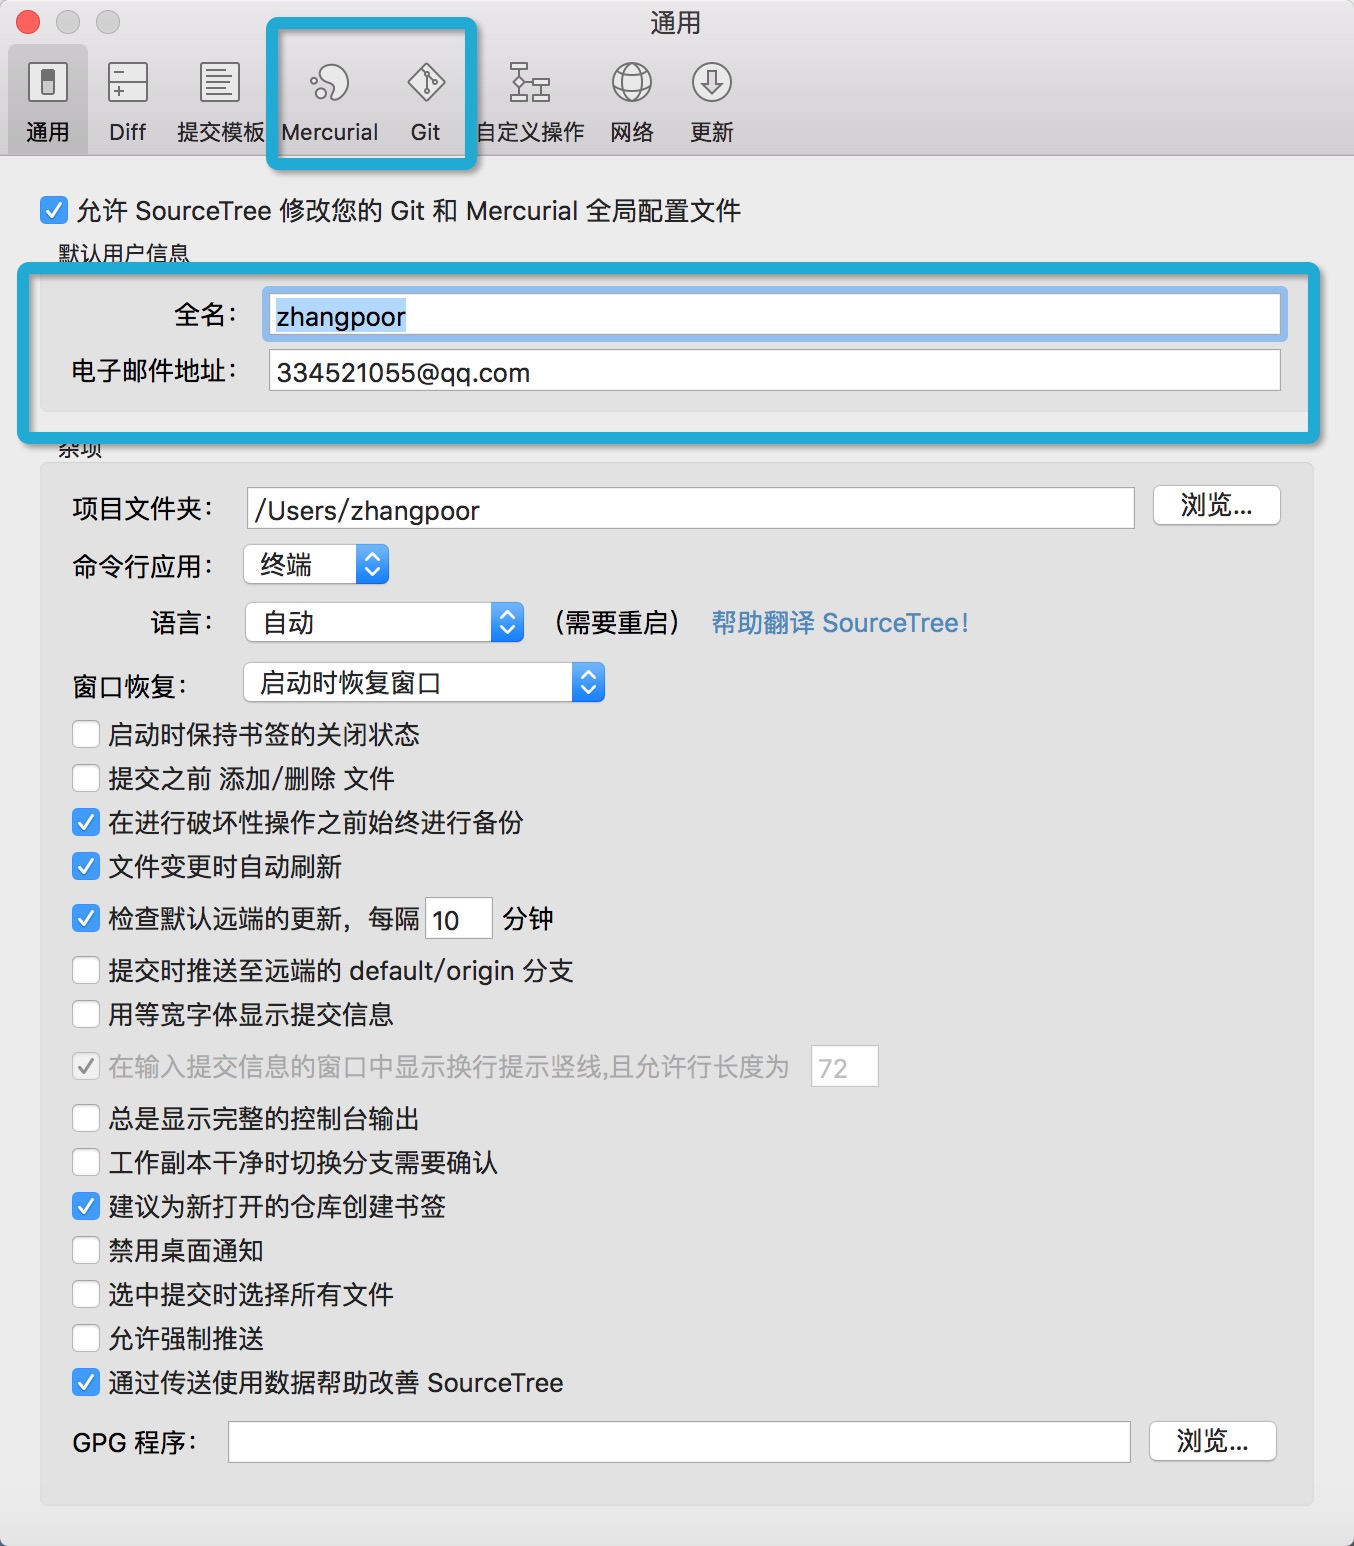 通用
通用 Diff 提交模板 Mercurial Git 自定义操作 网络 更新
允许 SourceTree 修改您的 Git 和 Mercurial 全局配置文件
默认用户信息
全名： zhangpoor
电子邮件地址： 334521055@qq.com
杂项
项目文件夹： /Users/zhangpoor 浏览...
命令行应用： 终端
语言： 自动 （需要重启） 帮助翻译 SourceTree！
窗口恢复： 启动时恢复窗口
启动时保持书签的关闭状态
提交之前 添加/删除 文件
在进行破坏性操作之前始终进行备份
文件变更时自动刷新
检查默认远端的更新，每隔 10 分钟
提交时推送至远端的 default/origin 分支
用等宽字体显示提交信息
在输入提交信息的窗口中显示换行提示竖线,且允许行长度为 72
总是显示完整的控制台输出
工作副本干净时切换分支需要确认
建议为新打开的仓库创建书签
禁用桌面通知
选中提交时选择所有文件
允许强制推送
通过传送使用数据帮助改善 SourceTree
GPG 程序： 浏览...